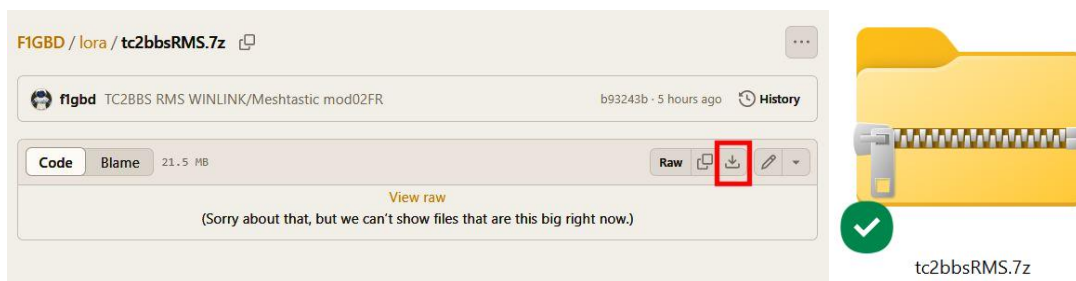 F1GBD / lora / tc2bbsRMS.7z
f1gbd TC2BBS RMS WINLINK/Meshtastic mod02FR
b93243b · 5 hours ago History
Code Blame 21.5 MB
Raw
View raw
(Sorry about that, but we can't show files that are this big right now.)
tc2bbsRMS.7z